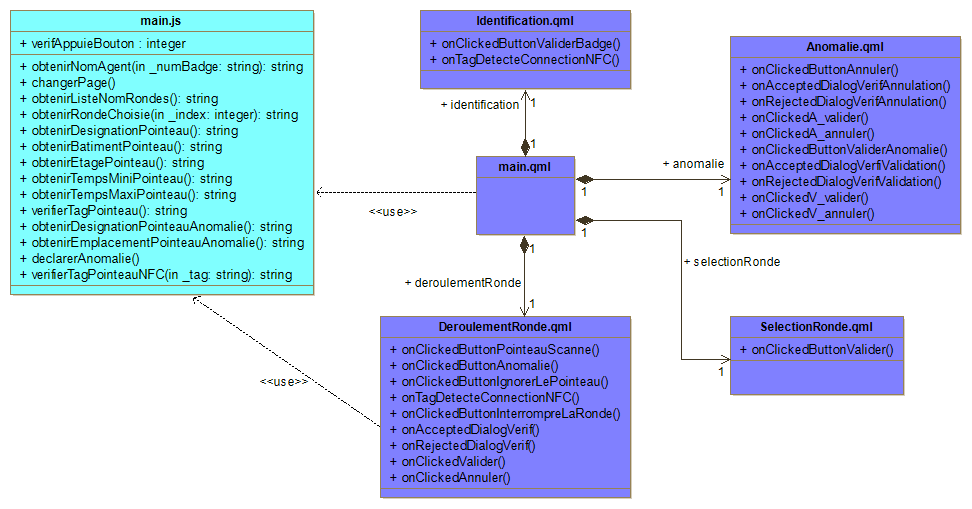 main.js
+ verifAppuieBouton : integer
+ obtenirNomAgent(in _numBadge: string): string
+ changerPage()
+ obtenirListeNomRondes(): string
+ obtenirRondeChoisie(in _index: integer): string
+ obtenirDesignationPointeau(): string
+ obtenirBatimentPointeau(): string
+ obtenirEtagePointeau(): string
+ obtenirTempsMiniPointeau(): string
+ obtenirTempsMaxiPointeau(): string
+ verifierTagPointeau(): string
+ obtenirDesignationPointeauAnomalie(): string
+ obtenirEmplacementPointeauAnomalie(): string
+ declarerAnomalie()
+ verifierTagPointeauNFC(in _tag: string): string
Identification.qml
+ onClickedButtonValiderBadge()
+ onTagDetecteConnectionNFC()
+ identification
1
1
main.qml
<<use>>
1
+ anomalie
1
Anomalie.qml
+ onClickedButtonAnnuler()
+ onAcceptedDialogVerifAnnulation()
+ onRejectedDialogVerifAnnulation()
+ onClickedA_valider()
+ onClickedA_annuler()
+ onClickedButtonValiderAnomalie()
+ onAcceptedDialogVerfiValidation()
+ onRejectedDialogVerifValidation()
+ onClickedV_valider()
+ onClickedV_annuler()
1
+ selectionRonde
1
SelectionRonde.qml
+ onClickedButtonValider()
1
+ deroulementRonde
1
DeroulementRonde.qml
+ onClickedButtonPointeauScanne()
+ onClickedButtonAnomalie()
+ onClickedButtonIgnorerLePointeau()
+ onTagDetecteConnectionNFC()
+ onClickedButtonInterrompreLaRonde()
+ onAcceptedDialogVerif()
+ onRejectedDialogVerif()
+ onClickedValider()
+ onClickedAnnuler()
<<use>>